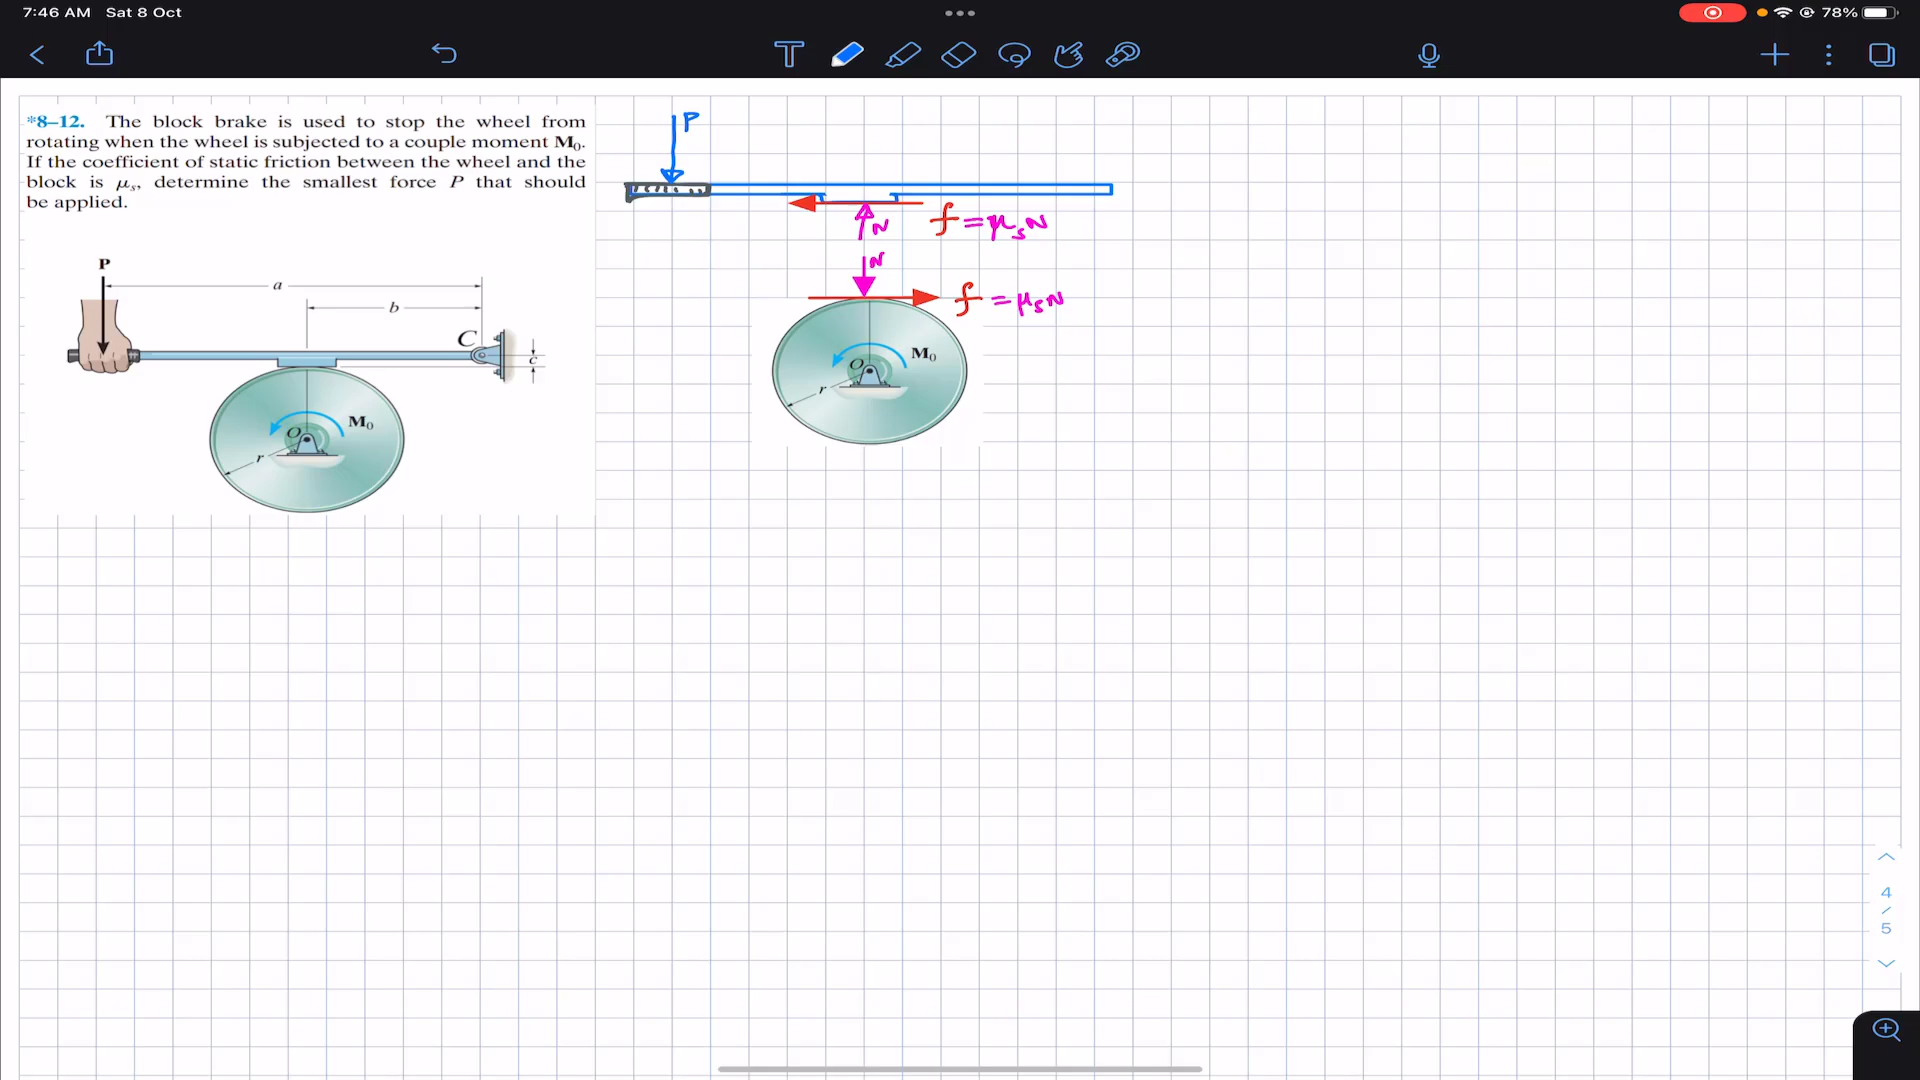 7:46 AM Sat 8 Oct
78%
*8–12. The block brake is used to stop the wheel from
rotating when the wheel is subjected to a couple moment M₀.
If the coefficient of static friction between the wheel and the
block is μₛ, determine the smallest force P that should
be applied.
P
a
b
C
c
M₀
O
r
P
N
f = μₛN
N
f = μₛN
M₀
O
r
4
/
5